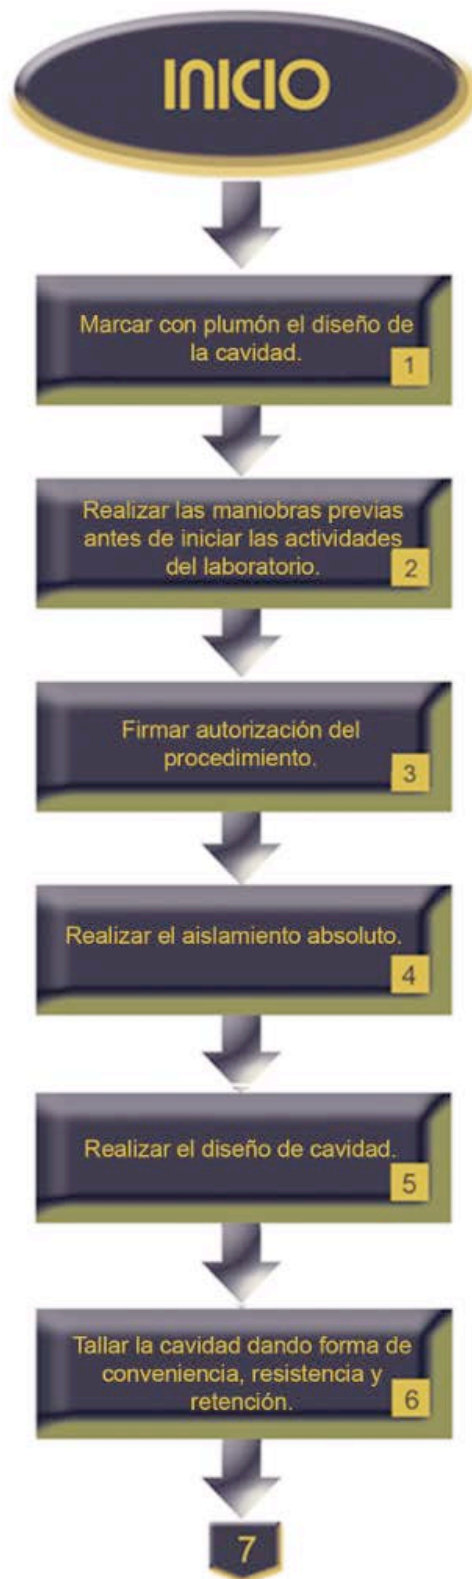 INICIO
Marcar con plumón el diseño de
la cavidad.
1
Realizar las maniobras previas
antes de iniciar las actividades
del laboratorio.
2
Firmar autorización del
procedimiento.
3
Realizar el aislamiento absoluto.
4
Realizar el diseño de cavidad.
5
Tallar la cavidad dando forma de
conveniencia, resistencia y
retención.
6
7